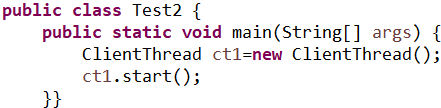 public class Test2 {
    public static void main(String[] args) {
        ClientThread ct1=new ClientThread();
        ct1.start();
    }}